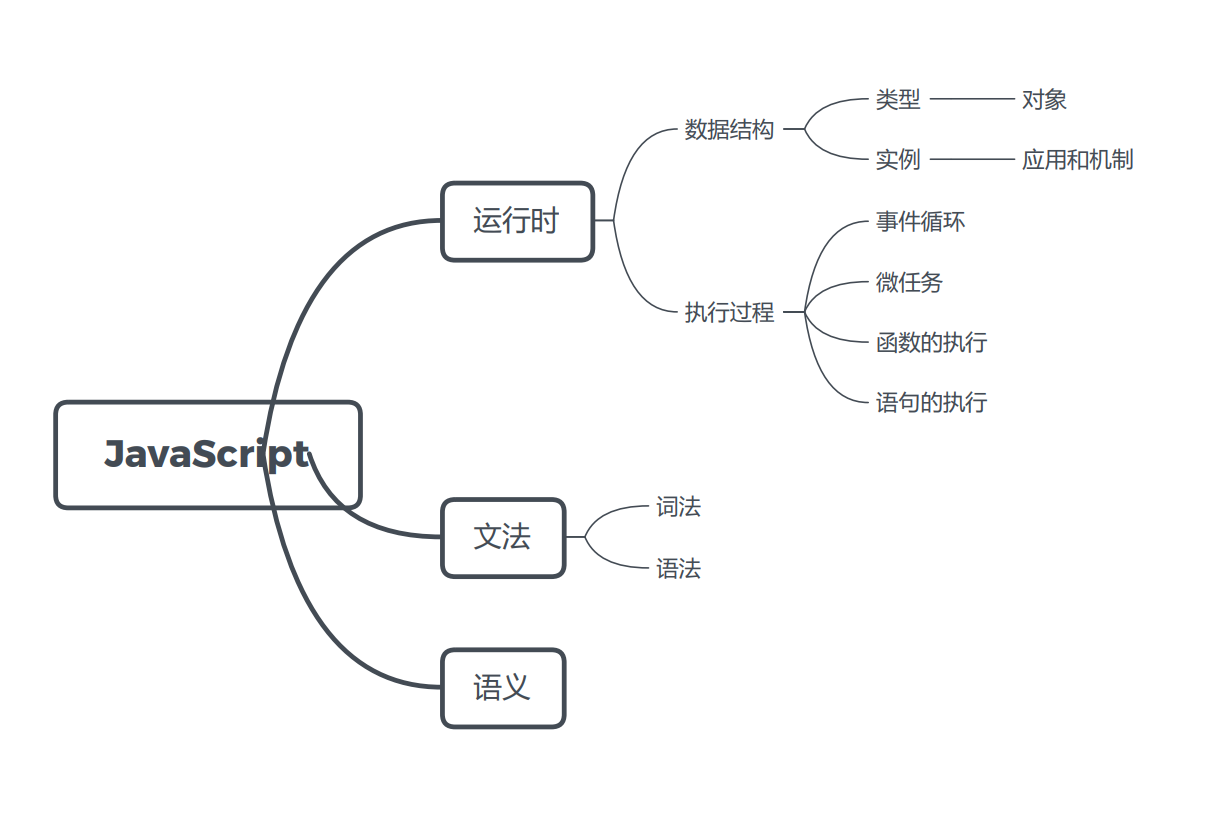 JavaScript
运行时
数据结构
类型
对象
实例
应用和机制
执行过程
事件循环
微任务
函数的执行
语句的执行
文法
词法
语法
语义